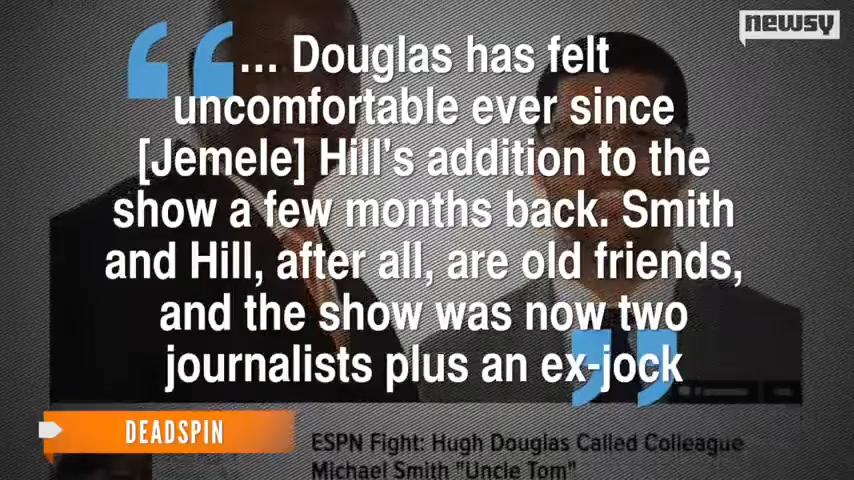 newsy
“... Douglas has felt
uncomfortable ever since
[Jemele] Hill's addition to the
show a few months back. Smith
and Hill, after all, are old friends,
and the show was now two
journalists plus an ex-jock”
DEADSPIN
ESPN Fight: Hugh Douglas Called Colleague
Michael Smith "Uncle Tom"